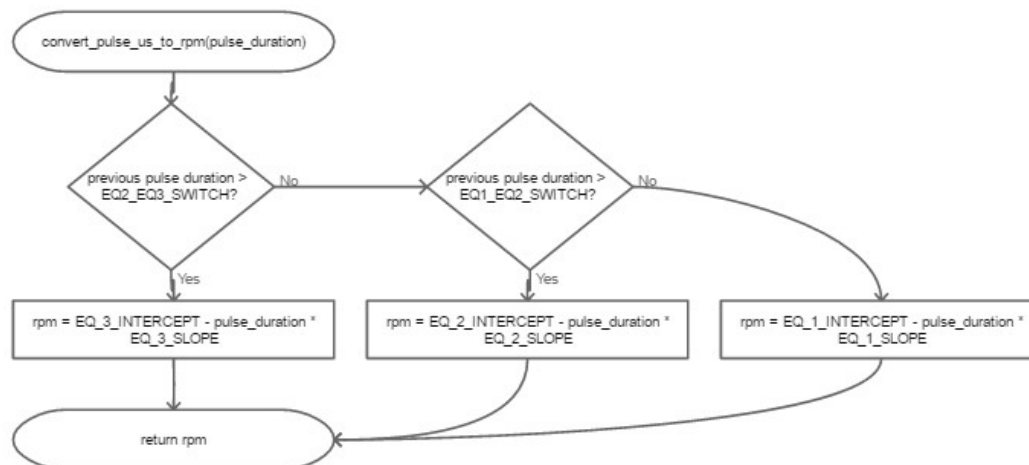 convert_pulse_us_to_rpm(pulse_duration)
previous pulse duration >
EQ2_EQ3_SWITCH?
No
previous pulse duration >
EQ1_EQ2_SWITCH?
No
Yes
Yes
rpm = EQ_3_INTERCEPT - pulse_duration *
EQ_3_SLOPE
rpm = EQ_2_INTERCEPT - pulse_duration *
EQ_2_SLOPE
rpm = EQ_1_INTERCEPT - pulse_duration *
EQ_1_SLOPE
return rpm